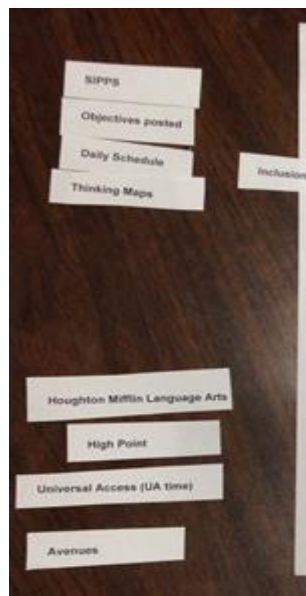 SIPPS
Objectives posted
Daily Schedule
Thinking Maps
Inclusion
Houghton Mifflin Language Arts
High Point
Universal Access (UA time)
Avenues